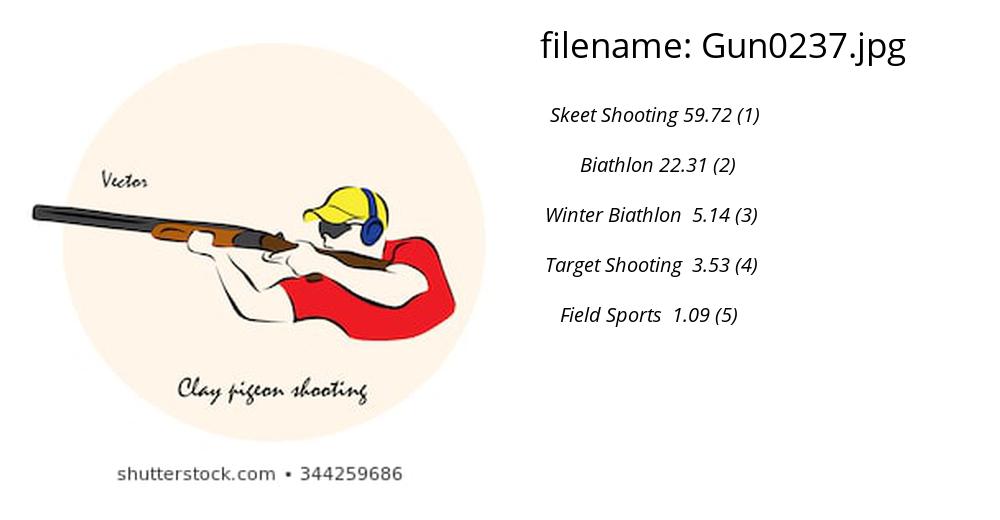 filename: Gun0237.jpg
Skeet Shooting 59.72 (1)
Biathlon 22.31 (2)
Winter Biathlon  5.14 (3)
Target Shooting  3.53 (4)
Field Sports  1.09 (5)
Vector
Clay pigeon shooting
shutterstock.com • 344259686